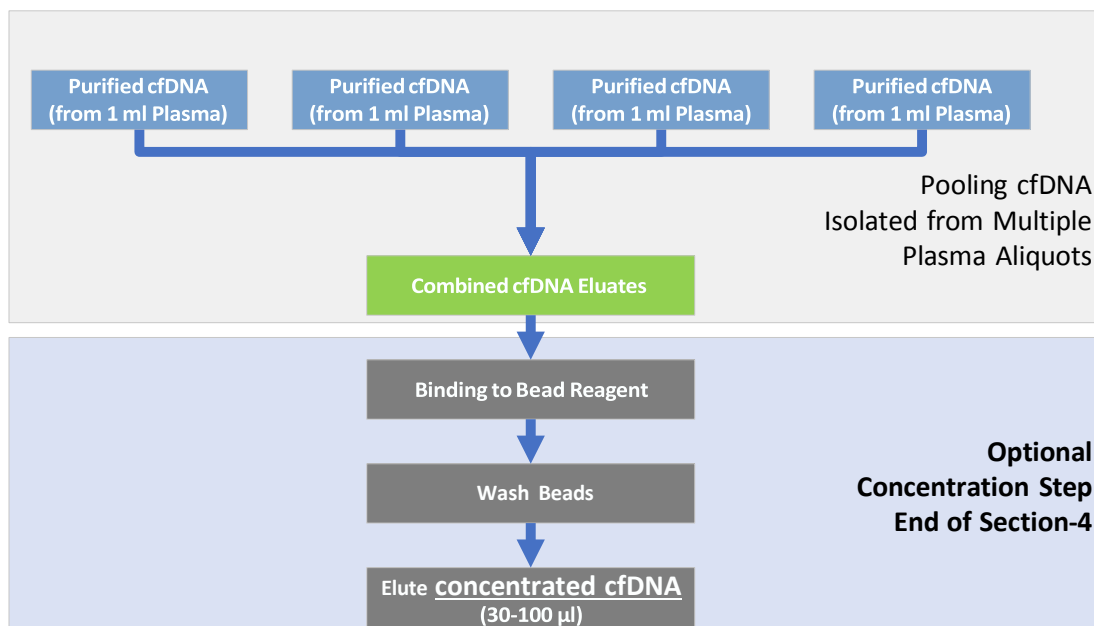 Purified cfDNA
(from 1 ml Plasma)
Purified cfDNA
(from 1 ml Plasma)
Purified cfDNA
(from 1 ml Plasma)
Purified cfDNA
(from 1 ml Plasma)
Pooling cfDNA
Isolated from Multiple
Plasma Aliquots
Combined cfDNA Eluates
Binding to Bead Reagent
Wash Beads
Optional
Concentration Step
End of Section-4
Elute concentrated cfDNA
(30-100 µl)